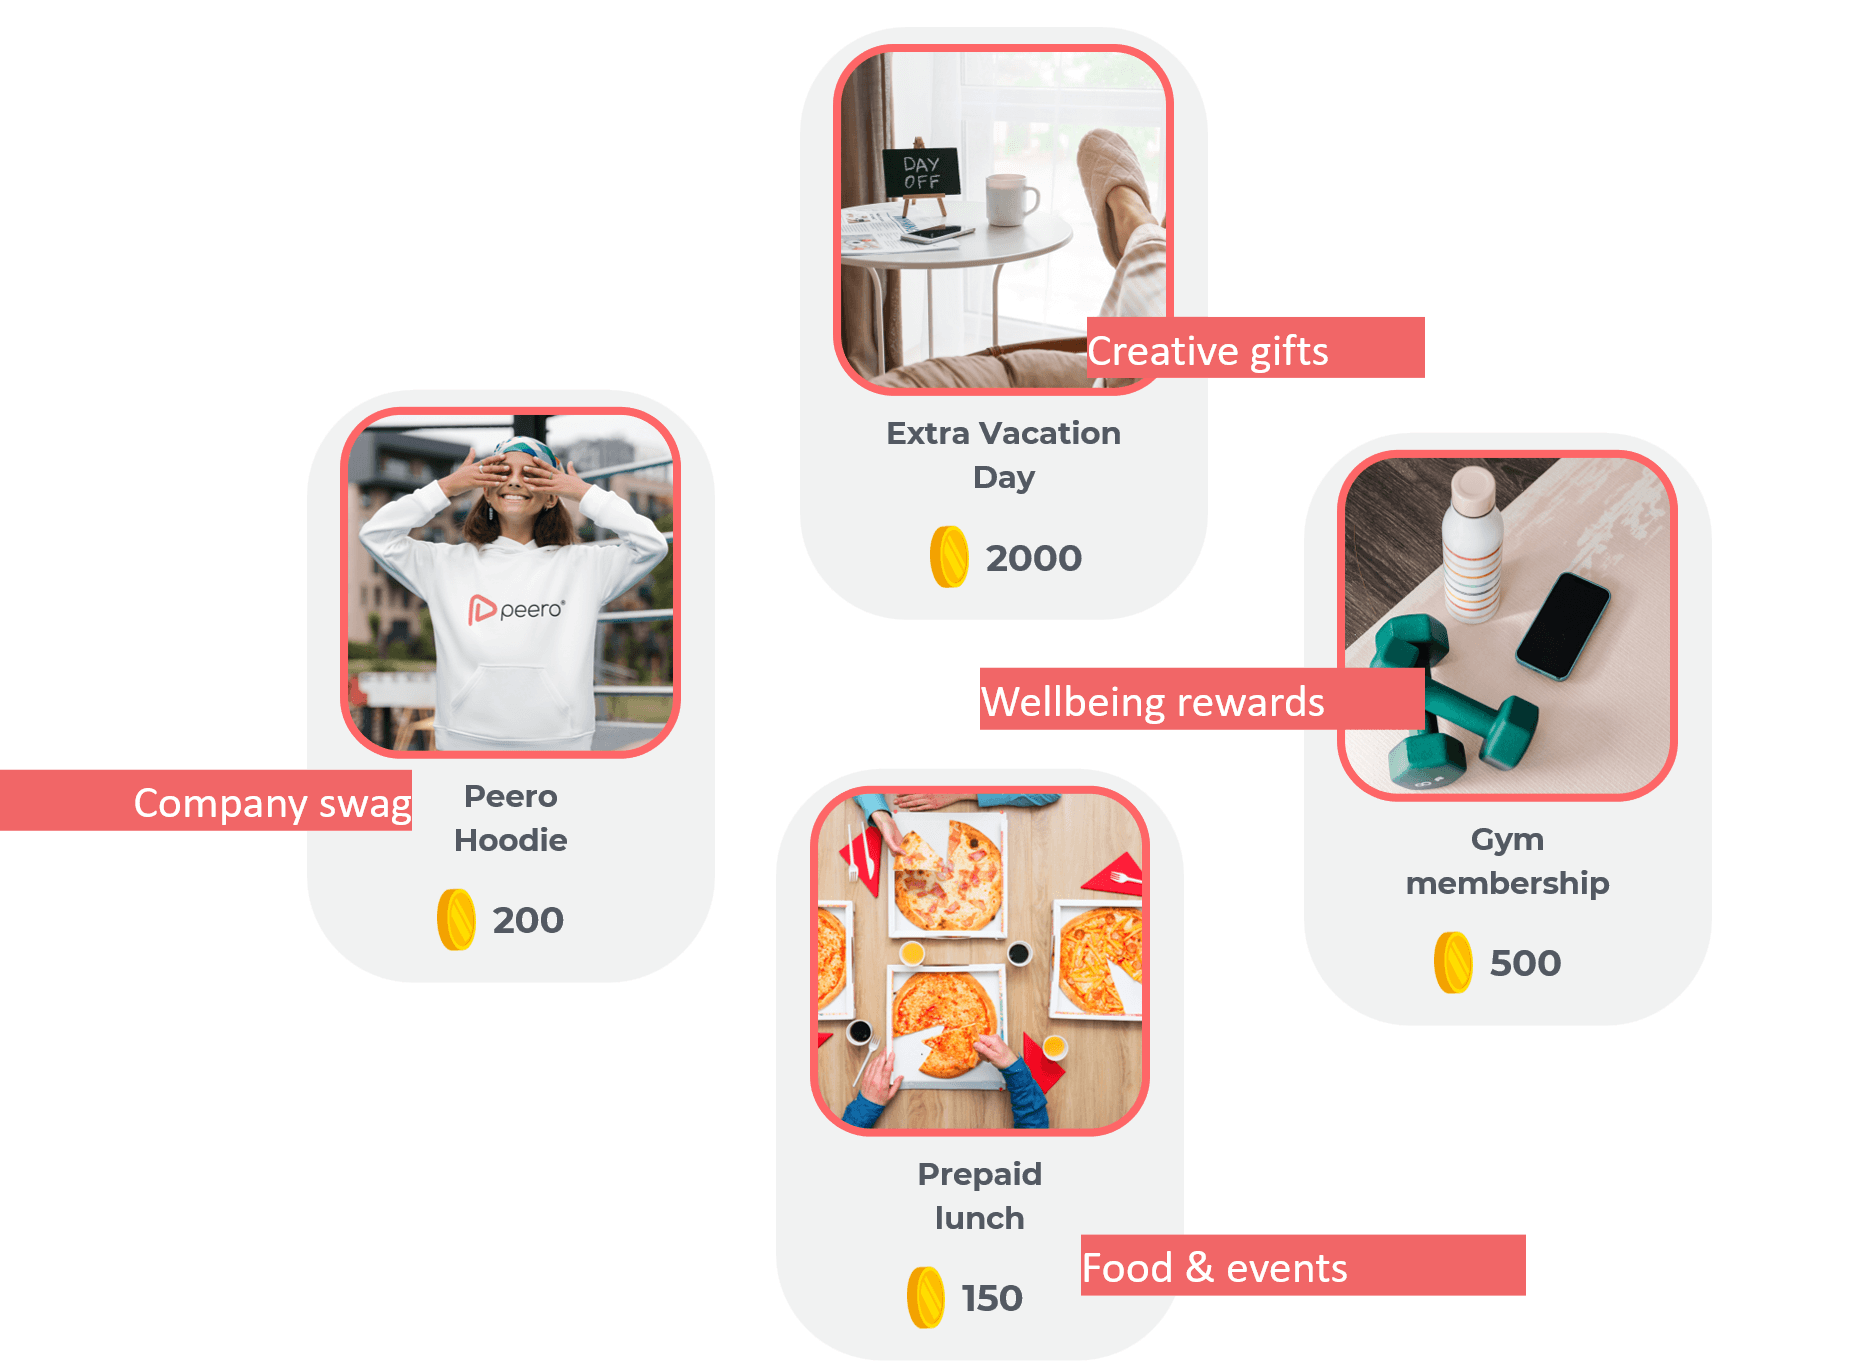 DAY
OFF
Creative gifts
Extra Vacation
Day
2000
peero®
Company swag
Peero
Hoodie
200
Wellbeing rewards
Gym
membership
500
Prepaid
lunch
150
Food & events